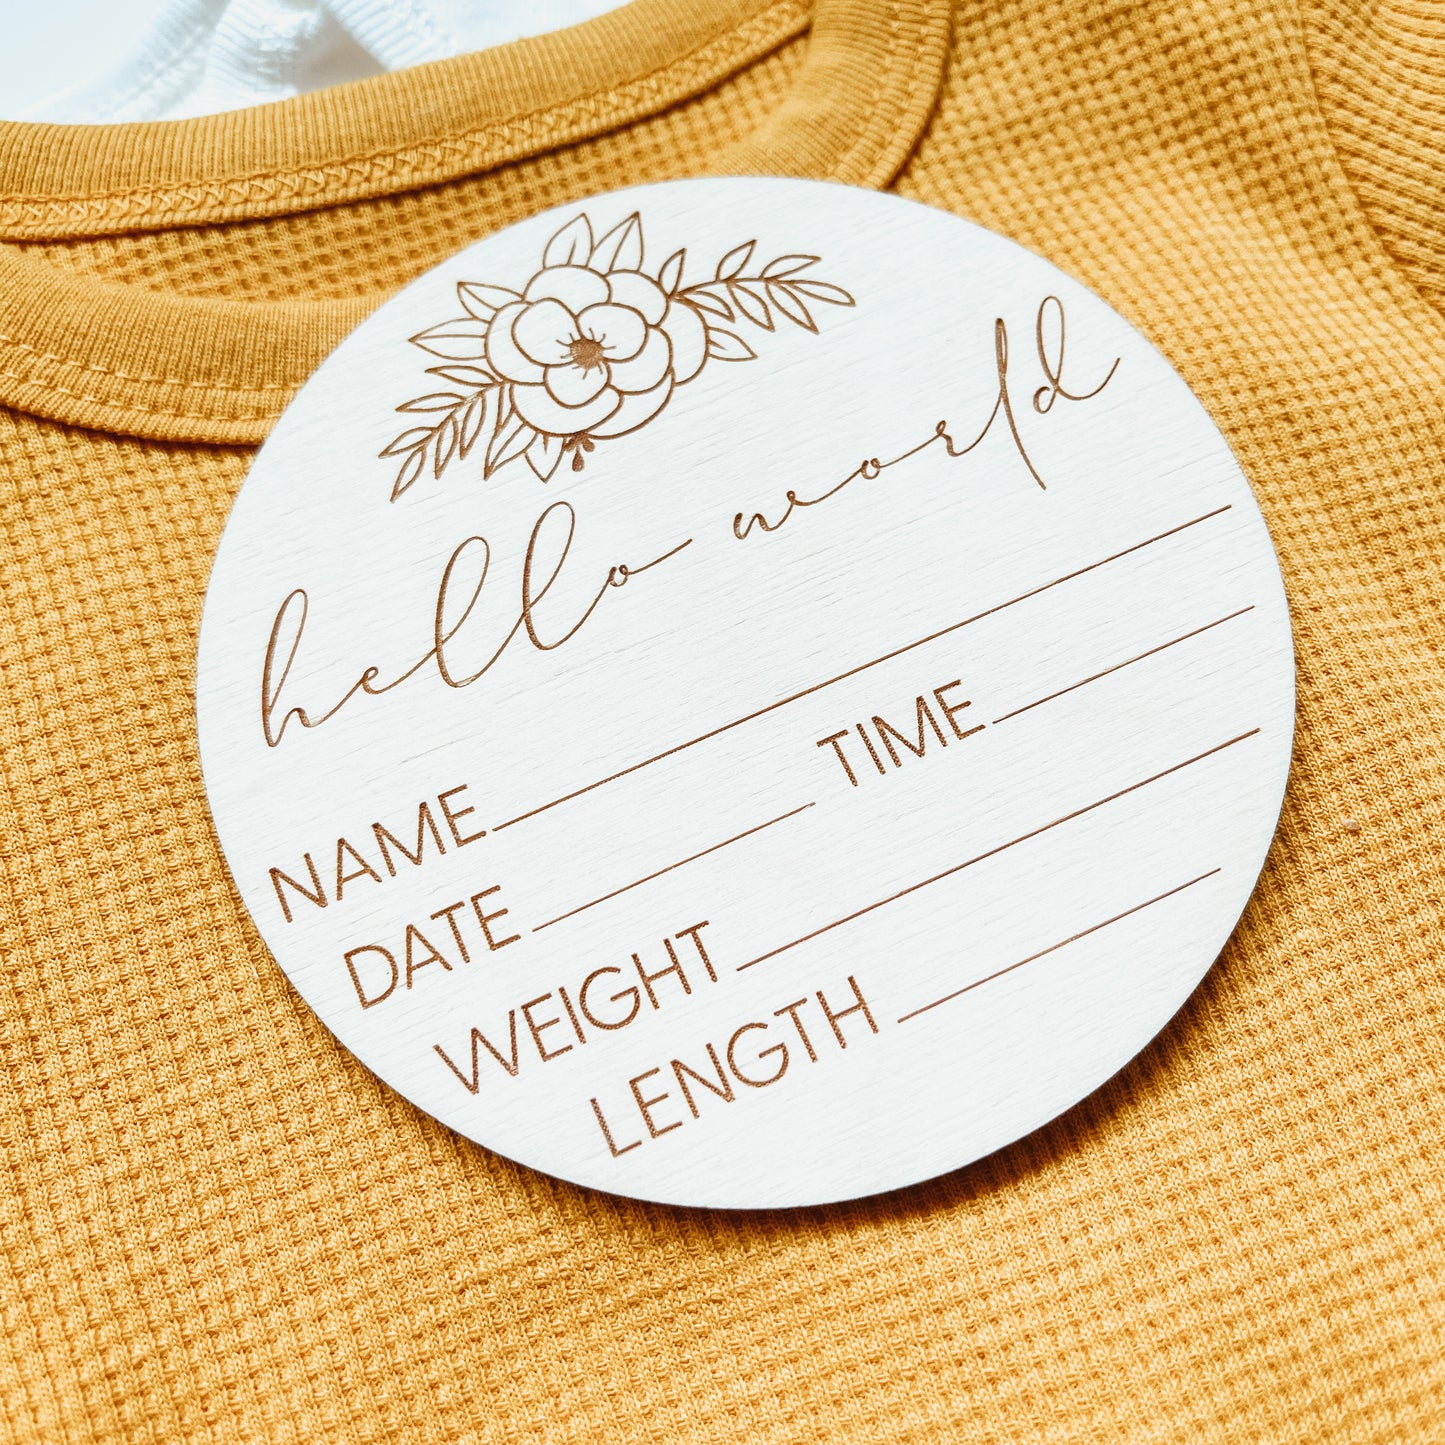 hello world
NAME
DATE TIME
WEIGHT
LENGTH